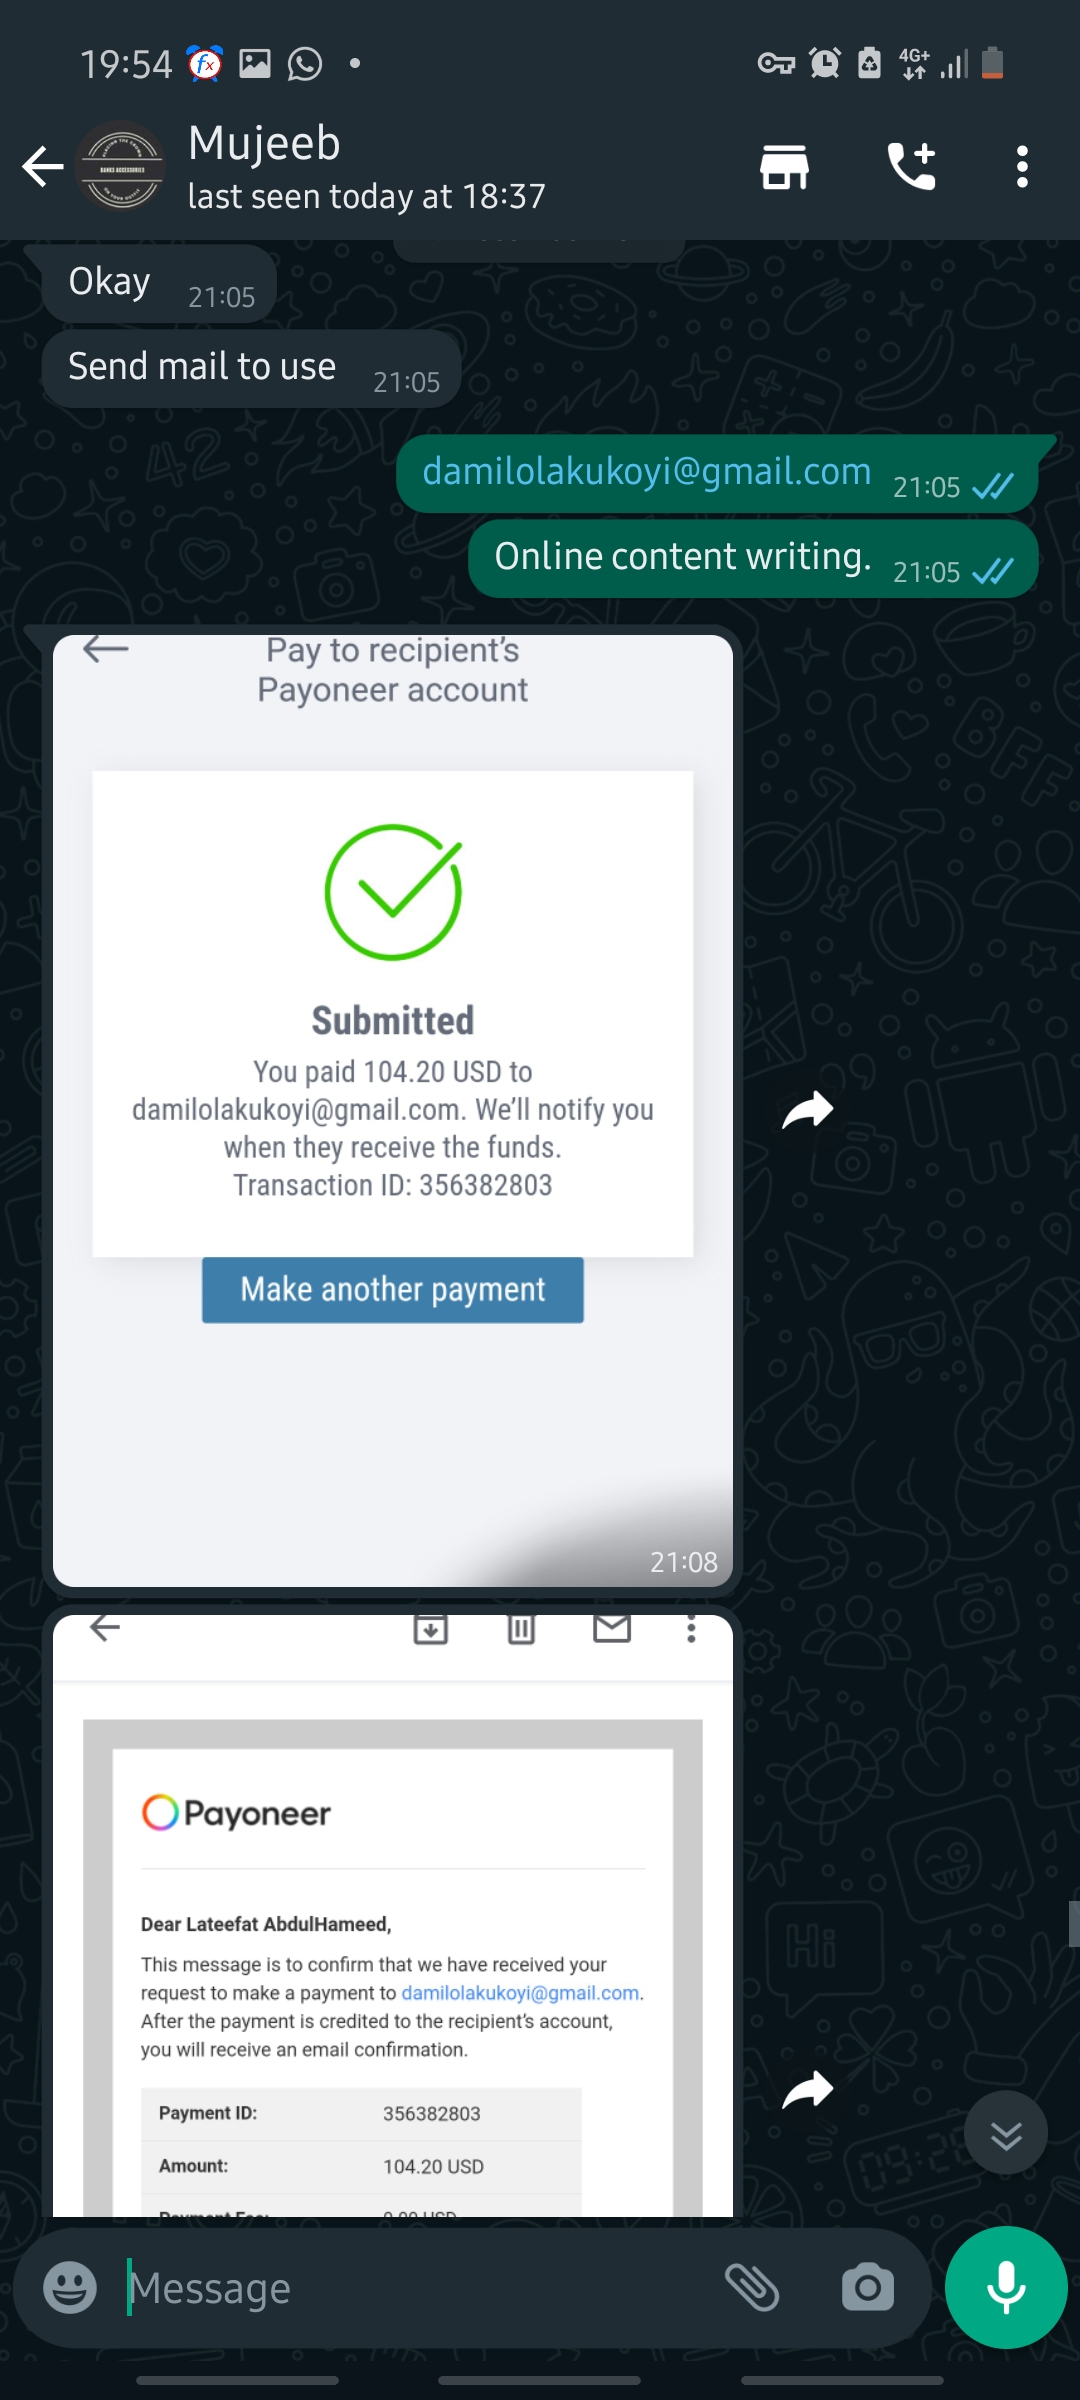 19:54
4G+
Mujeeb
last seen today at 18:37
Okay 21:05
Send mail to use 21:05
damilolakukoyi@gmail.com 21:05
Online content writing. 21:05
Pay to recipient's
Payoneer account
Submitted
You paid 104.20 USD to
damilolakukoyi@gmail.com. We'll notify you
when they receive the funds.
Transaction ID: 356382803
Make another payment
21:08
Payoneer
Dear Lateefat AbdulHameed,
This message is to confirm that we have received your
request to make a payment to damilolakukoyi@gmail.com.
After the payment is credited to the recipient's account,
you will receive an email confirmation.
Payment ID: 356382803
Amount: 104.20 USD
Message